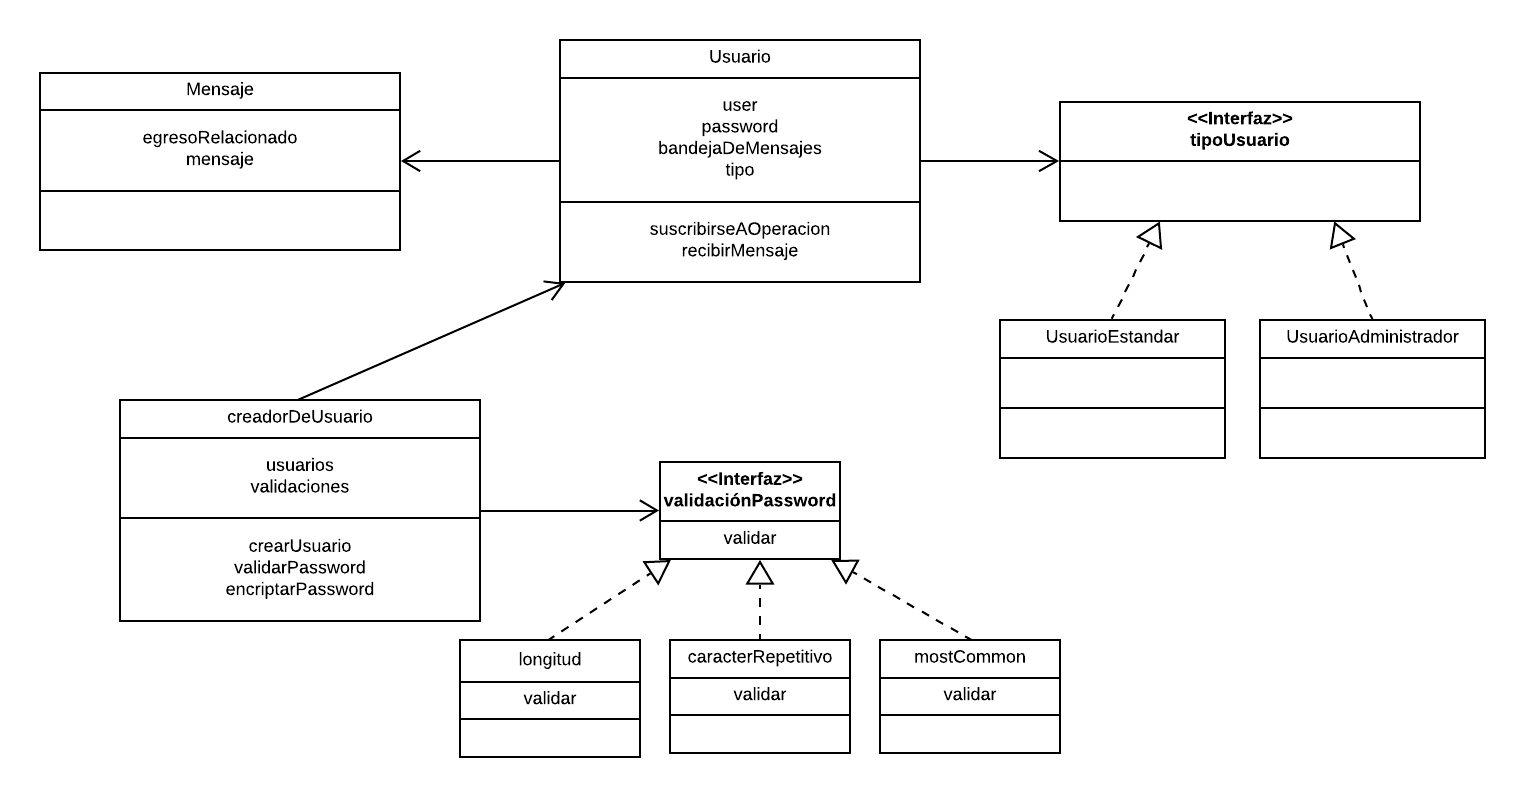 Usuario
user
password
bandejaDeMensajes
tipo
suscribirseAOperacion
recibirMensaje
Mensaje
egresoRelacionado
mensaje
<<Interfaz>>
tipoUsuario
UsuarioEstandar
UsuarioAdministrador
creadorDeUsuario
usuarios
validaciones
crearUsuario
validarPassword
encriptarPassword
<<Interfaz>>
validaciónPassword
validar
longitud
validar
caracterRepetitivo
validar
mostCommon
validar